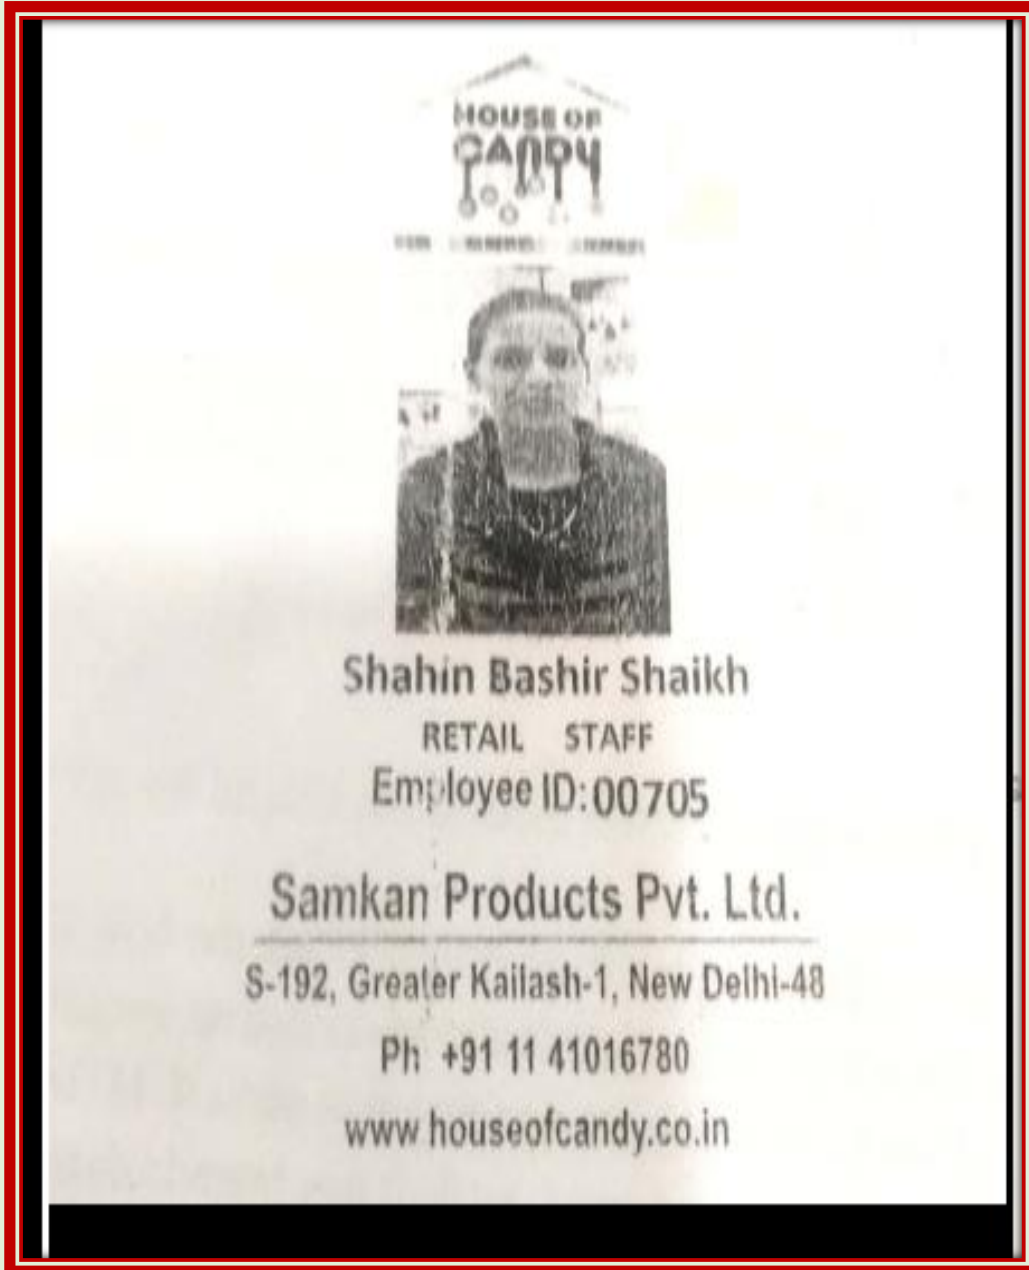 HOUSE OF
CANDY
Shahin Bashir Shaikh
RETAIL STAFF
Employee ID:00705
Samkan Products Pvt. Ltd.
S-192, Greater Kailash-1, New Delhi-48
Ph +91 11 41016780
www houseofcandy.co.in